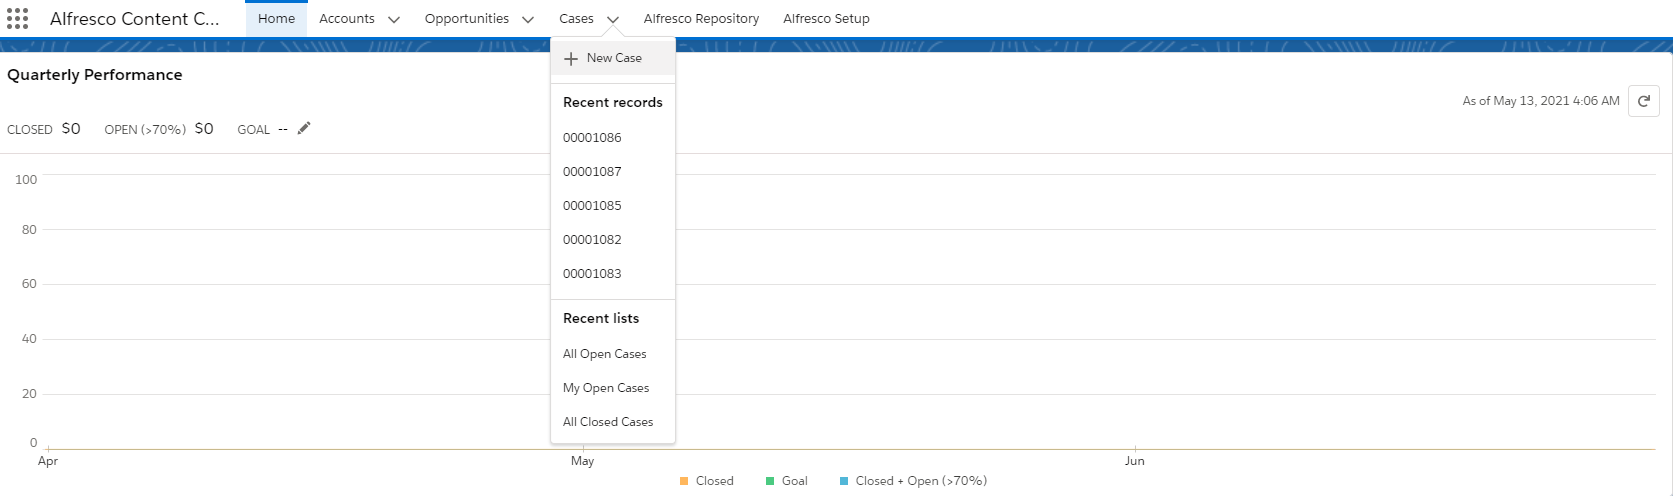 Alfresco Content C... Home Accounts Opportunities Cases Alfresco Repository Alfresco Setup
New Case
Quarterly Performance
Recent records
As of May 13, 2021 4:06 AM
CLOSED $0 OPEN (>70%) $0 GOAL --
00001086
00001087
00001085
00001082
00001083
Recent lists
All Open Cases
My Open Cases
All Closed Cases
100
80
60
40
20
0
Apr May Jun
Closed Goal Closed + Open (>70%)